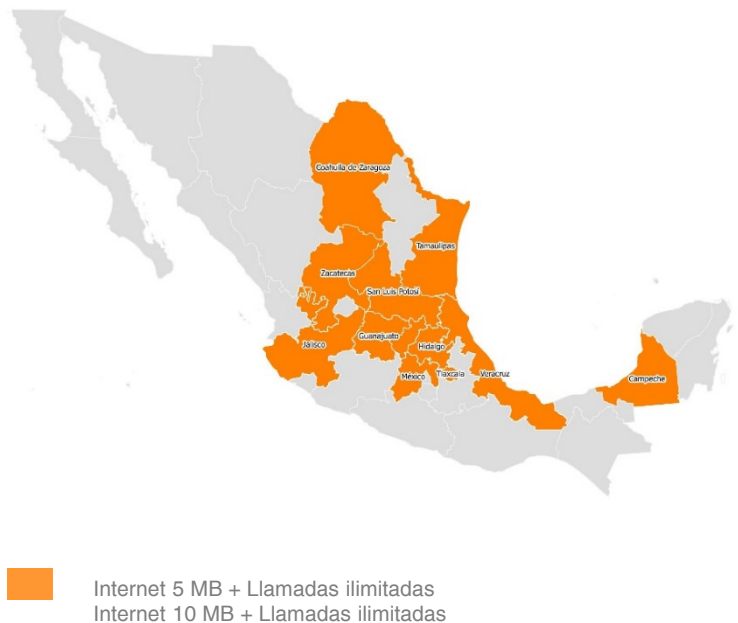 Coahuila de Zaragoza
Tamaulipas
Zacatecas
San Luis Potosí
Guanajuato
Jalisco
Hidalgo
México
Tlaxcala
Veracruz
Campeche
Internet 5 MB + Llamadas ilimitadas
Internet 10 MB + Llamadas ilimitadas